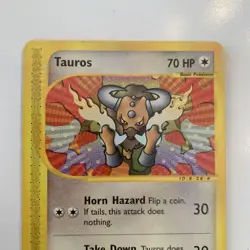 Tauros 70 HP
Basic Pokémon
Horn Hazard Flip a coin.
If tails, this attack does
nothing.
30
Take Down Tauros does